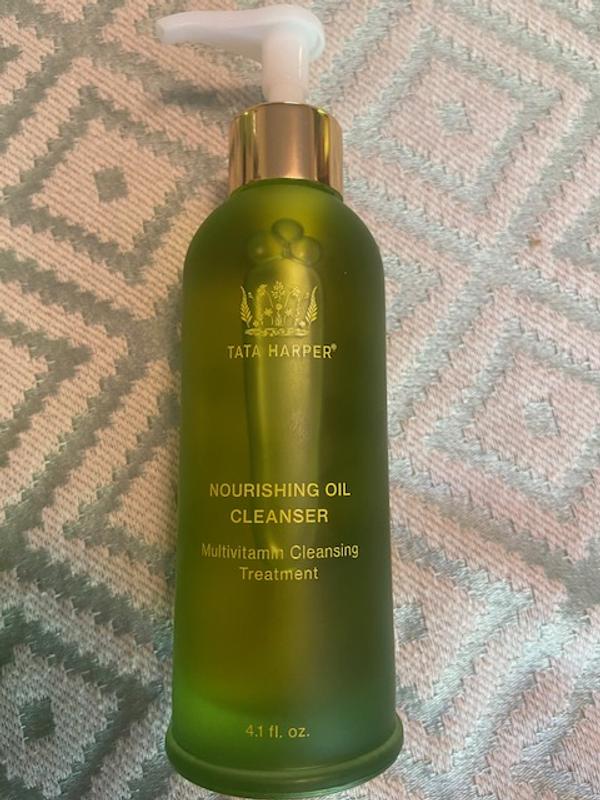 TATA HARPER®
NOURISHING OIL
CLEANSER
Multivitamin Cleansing
Treatment
4.1 fl. oz.